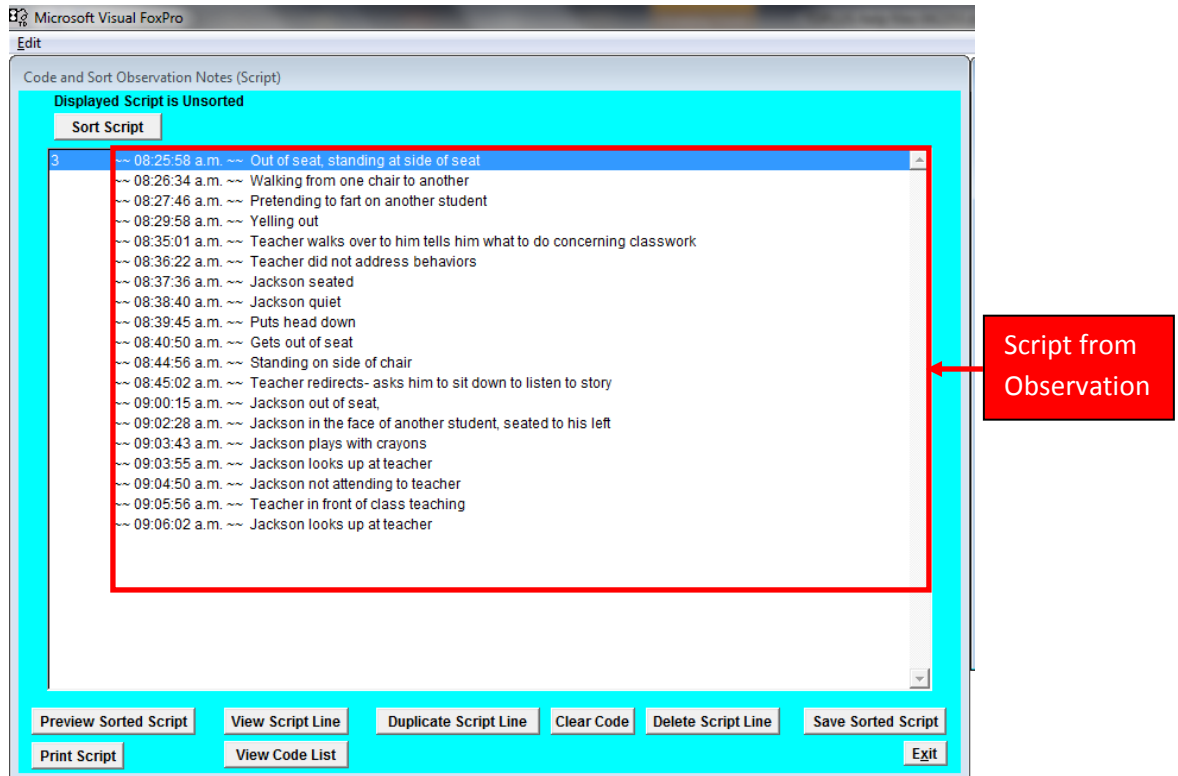 Microsoft Visual FoxPro
Edit
Code and Sort Observation Notes (Script)
Displayed Script is Unsorted
Sort Script
3 ~~ 08:25:58 a.m. ~~ Out of seat, standing at side of seat
~~ 08:26:34 a.m. ~~ Walking from one chair to another
~~ 08:27:46 a.m. ~~ Pretending to fart on another student
~~ 08:29:58 a.m. ~~ Yelling out
~~ 08:35:01 a.m. ~~ Teacher walks over to him tells him what to do concerning classwork
~~ 08:36:22 a.m. ~~ Teacher did not address behaviors
~~ 08:37:36 a.m. ~~ Jackson seated
~~ 08:38:40 a.m. ~~ Jackson quiet
~~ 08:39:45 a.m. ~~ Puts head down
~~ 08:40:50 a.m. ~~ Gets out of seat
~~ 08:44:56 a.m. ~~ Standing on side of chair
~~ 08:45:02 a.m. ~~ Teacher redirects- asks him to sit down to listen to story
~~ 09:00:15 a.m. ~~ Jackson out of seat,
~~ 09:02:28 a.m. ~~ Jackson in the face of another student, seated to his left
~~ 09:03:43 a.m. ~~ Jackson plays with crayons
~~ 09:03:55 a.m. ~~ Jackson looks up at teacher
~~ 09:04:50 a.m. ~~ Jackson not attending to teacher
~~ 09:05:56 a.m. ~~ Teacher in front of class teaching
~~ 09:06:02 a.m. ~~ Jackson looks up at teacher
Script from
Observation
Preview Sorted Script View Script Line Duplicate Script Line Clear Code Delete Script Line Save Sorted Script
Print Script View Code List Exit